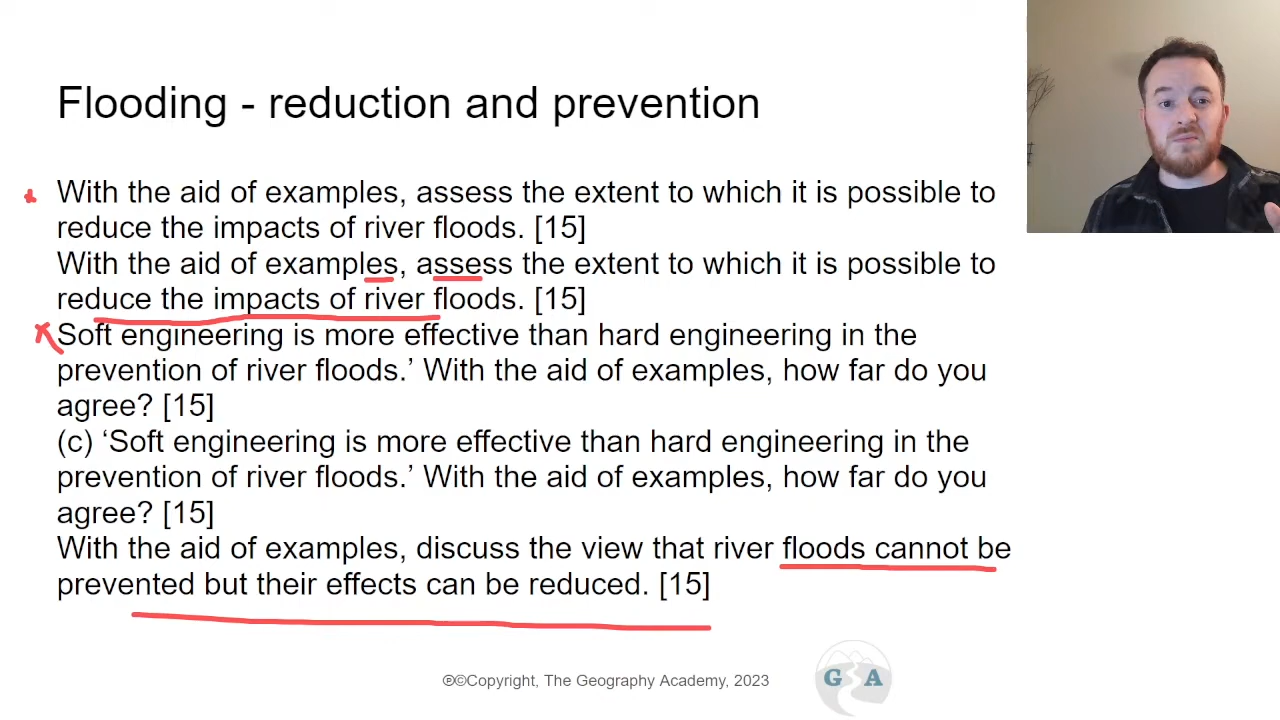 Flooding - reduction and prevention
With the aid of examples, assess the extent to which it is possible to
reduce the impacts of river floods. [15]
With the aid of examples, assess the extent to which it is possible to
reduce the impacts of river floods. [15]
Soft engineering is more effective than hard engineering in the
prevention of river floods.’ With the aid of examples, how far do you
agree? [15]
(c) ‘Soft engineering is more effective than hard engineering in the
prevention of river floods.’ With the aid of examples, how far do you
agree? [15]
With the aid of examples, discuss the view that river floods cannot be
prevented but their effects can be reduced. [15]
℗©Copyright, The Geography Academy, 2023
G A